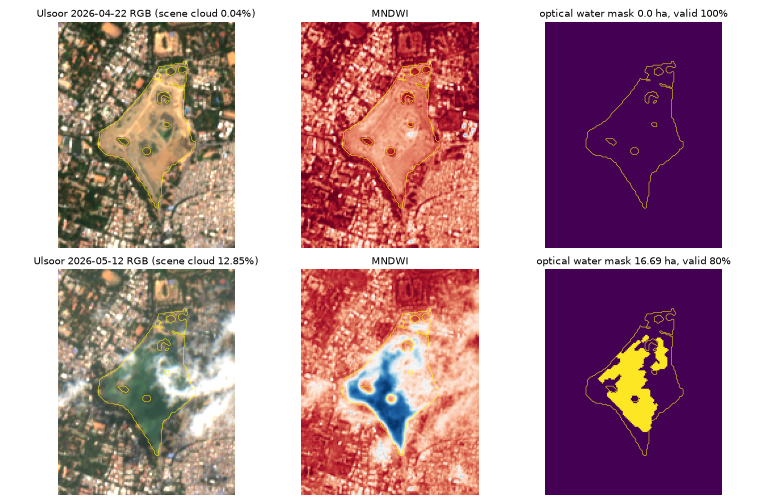 Ulsoor 2026-04-22 RGB (scene cloud 0.04%)
MNDWI
optical water mask 0.0 ha, valid 100%
Ulsoor 2026-05-12 RGB (scene cloud 12.85%)
MNDWI
optical water mask 16.69 ha, valid 80%